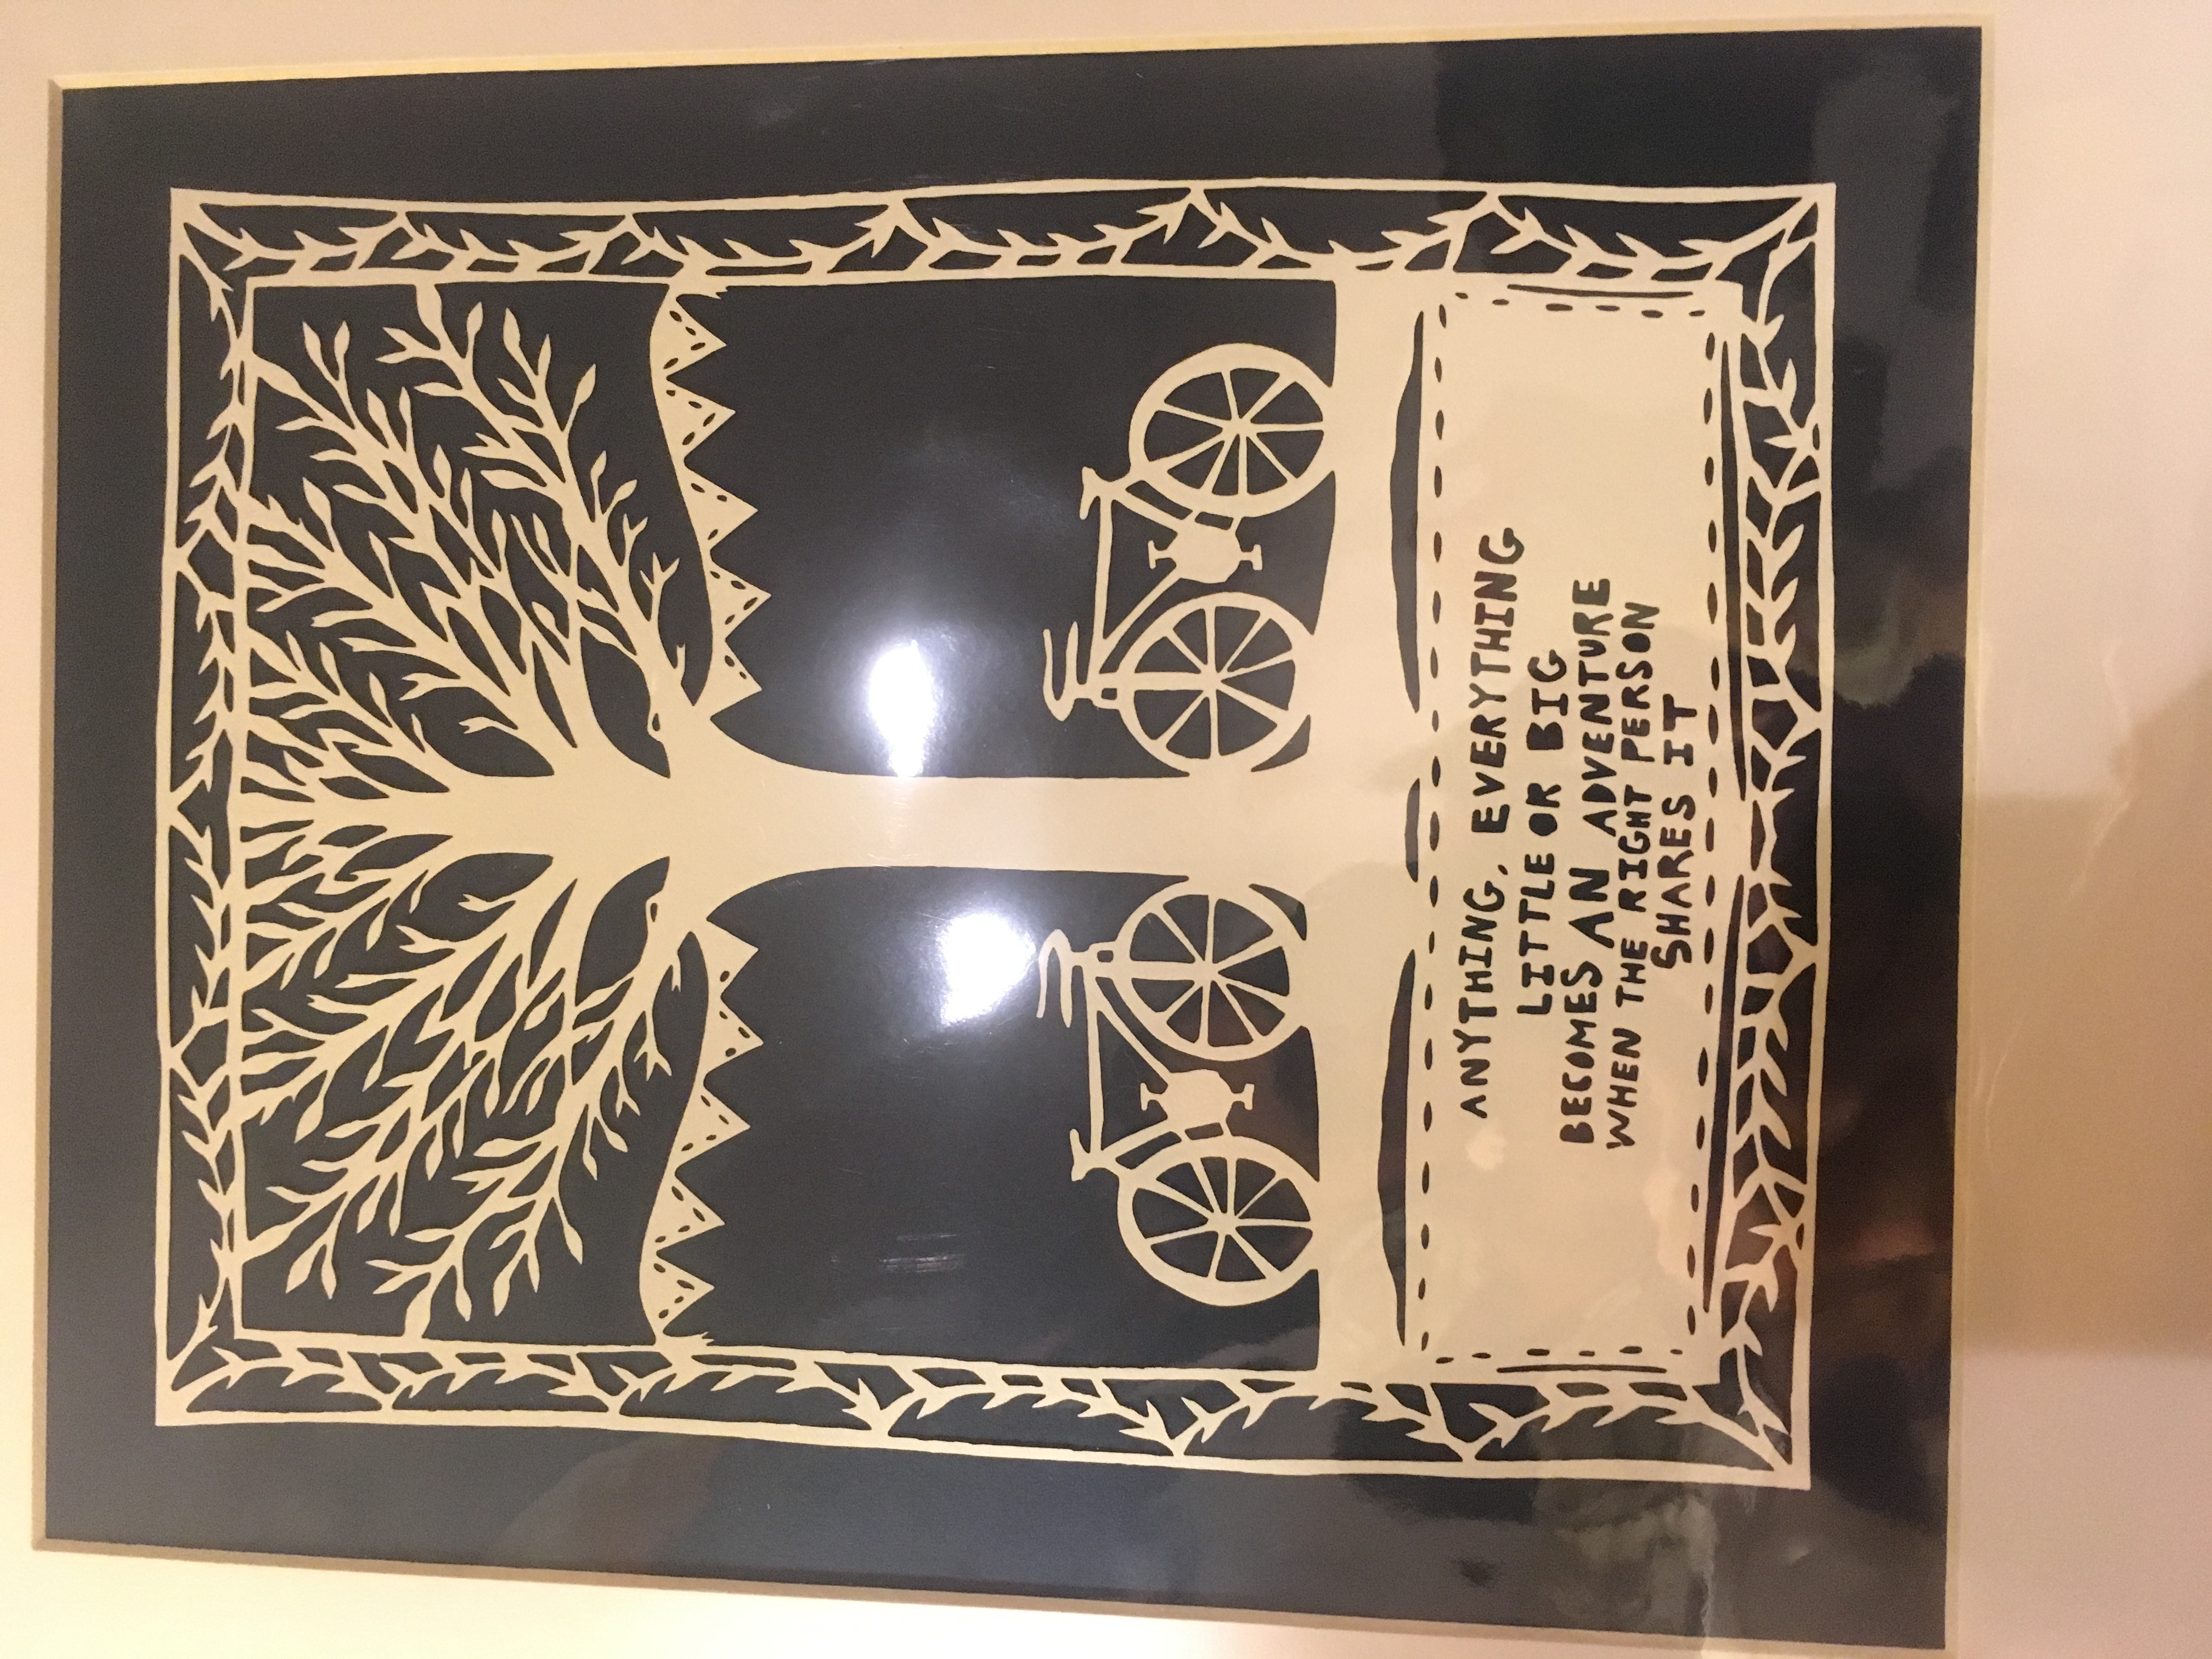 ANYTHING, EVERYTHING
LITTLE OR BIG
BECOMES AN ADVENTURE
WHEN THE RIGHT PERSON
SHARES IT